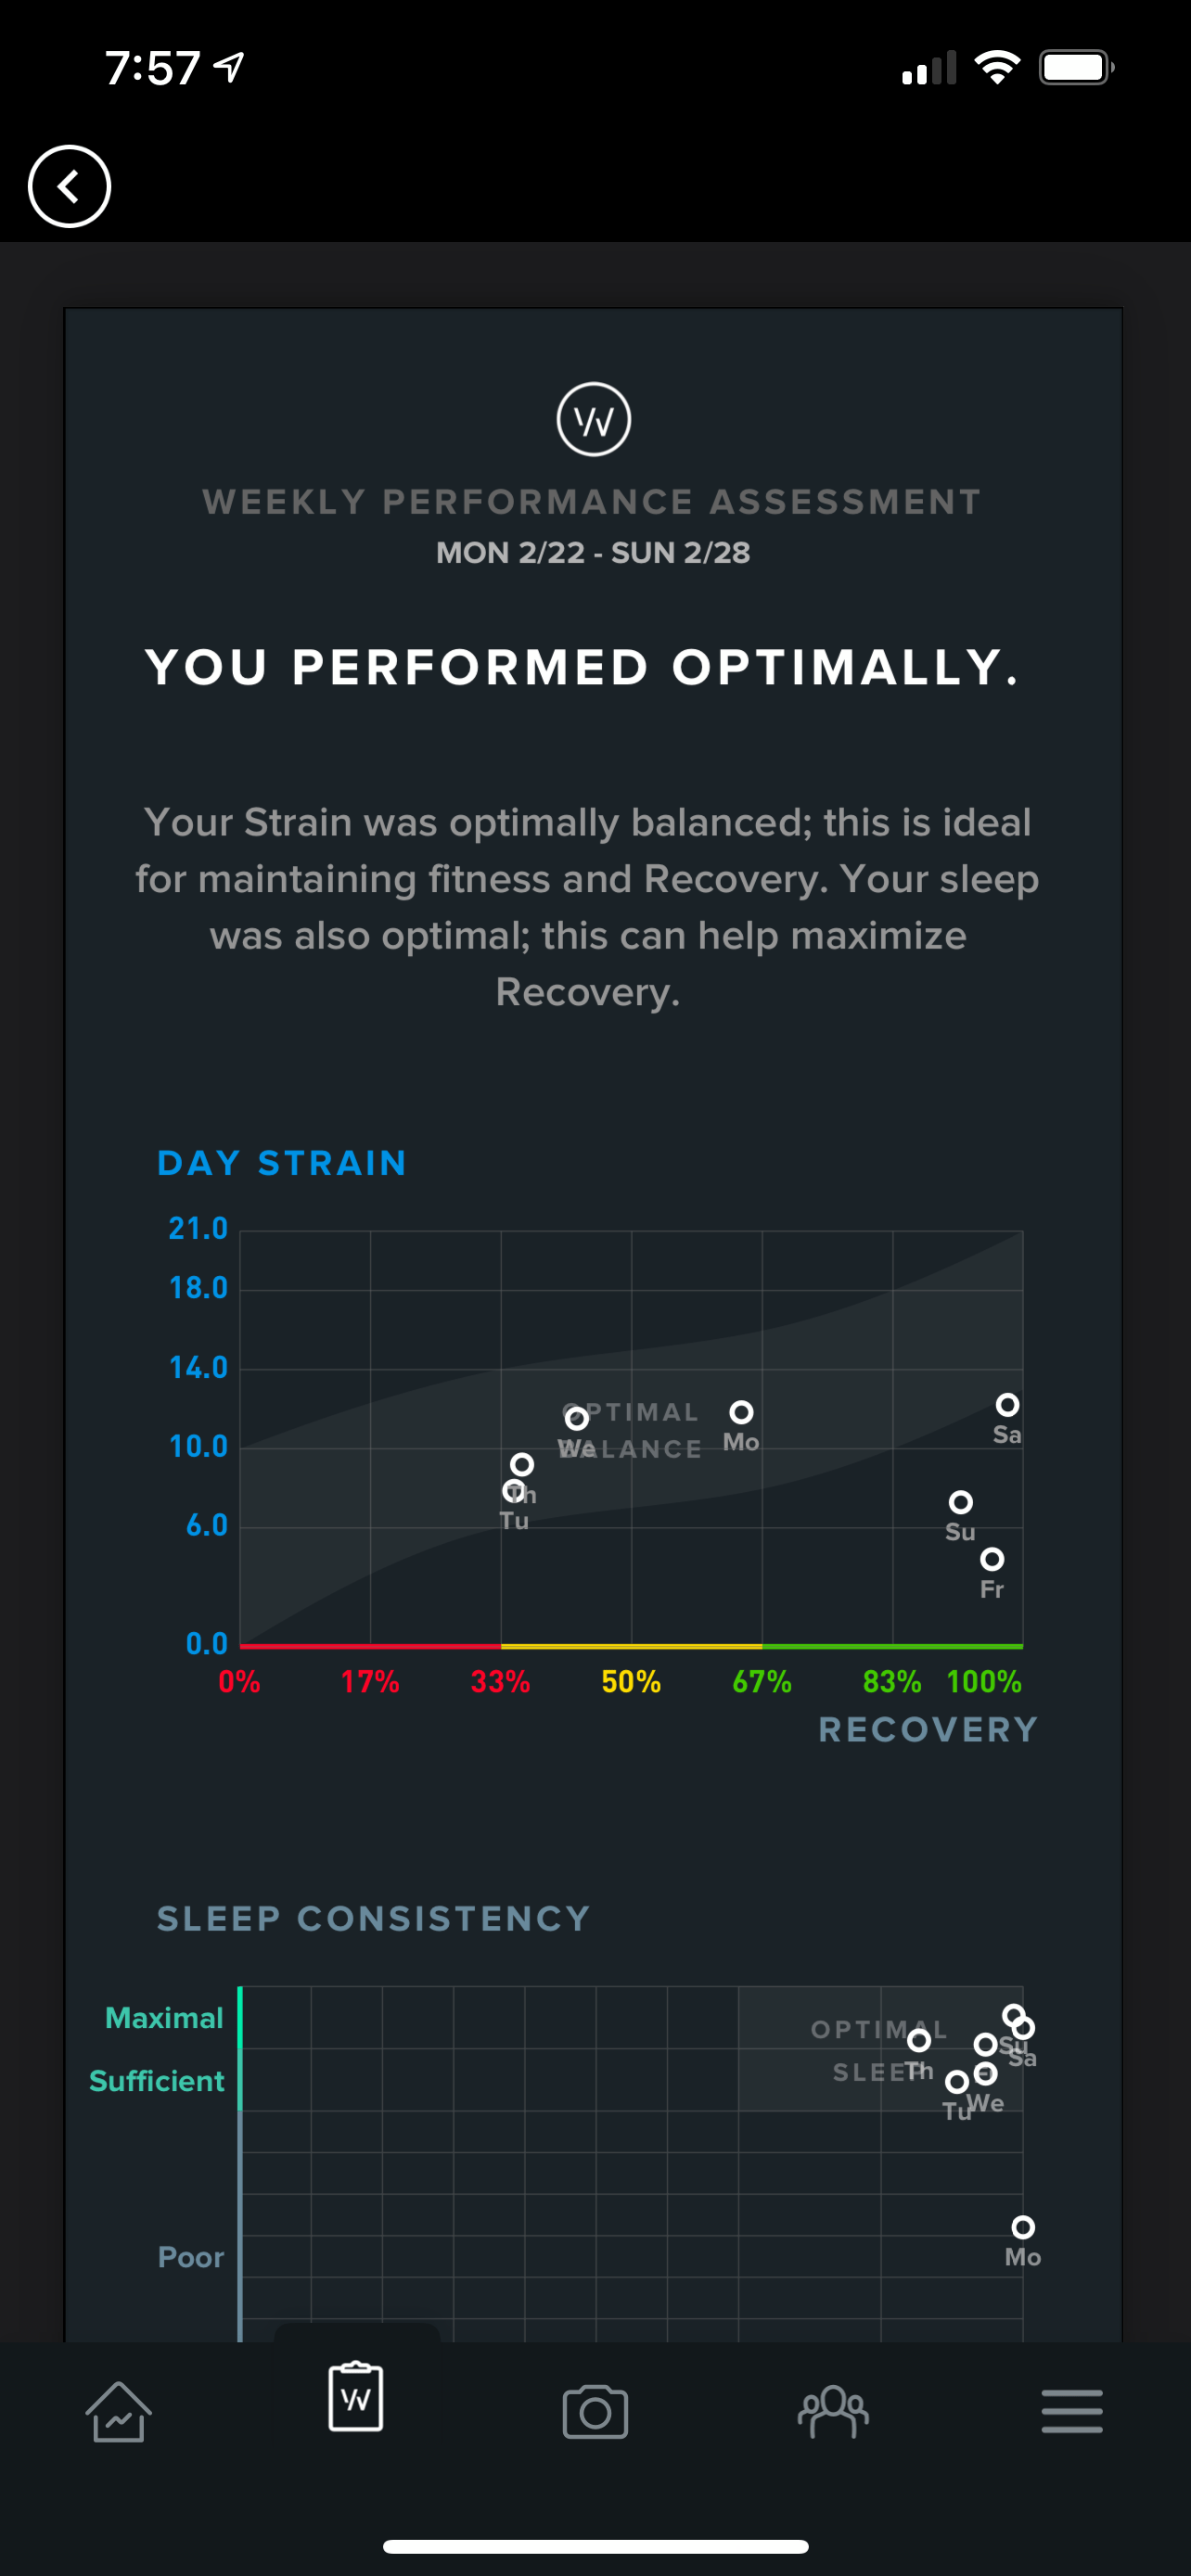 7:57
WEEKLY PERFORMANCE ASSESSMENT
MON 2/22 - SUN 2/28
YOU PERFORMED OPTIMALLY.
Your Strain was optimally balanced; this is ideal
for maintaining fitness and Recovery. Your sleep
was also optimal; this can help maximize
Recovery.
DAY STRAIN
21.0
18.0
14.0
OPTIMAL
Sa
10.0
We
BALANCE
Mo
Th
Tu
6.0
Su
Fr
0.0
0% 17% 33% 50% 67% 83% 100%
RECOVERY
SLEEP CONSISTENCY
Maximal
OPTIMAL
Su
Sa
SLEEP
Th
Sufficient
Tu
We
Poor
Mo